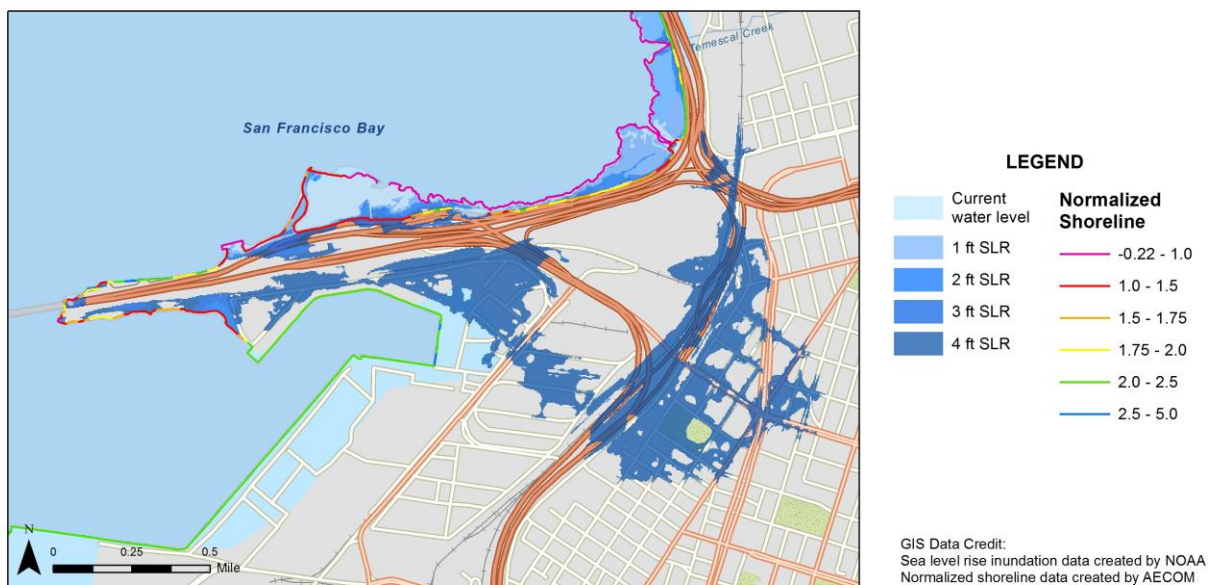 Temescal Creek
San Francisco Bay
N
0 0.25 0.5
Mile
LEGEND
Current
water level
1 ft SLR
2 ft SLR
3 ft SLR
4 ft SLR
Normalized
Shoreline
-0.22 - 1.0
1.0 - 1.5
1.5 - 1.75
1.75 - 2.0
2.0 - 2.5
2.5 - 5.0
GIS Data Credit:
Sea level rise inundation data created by NOAA
Normalized shoreline data created by AECOM